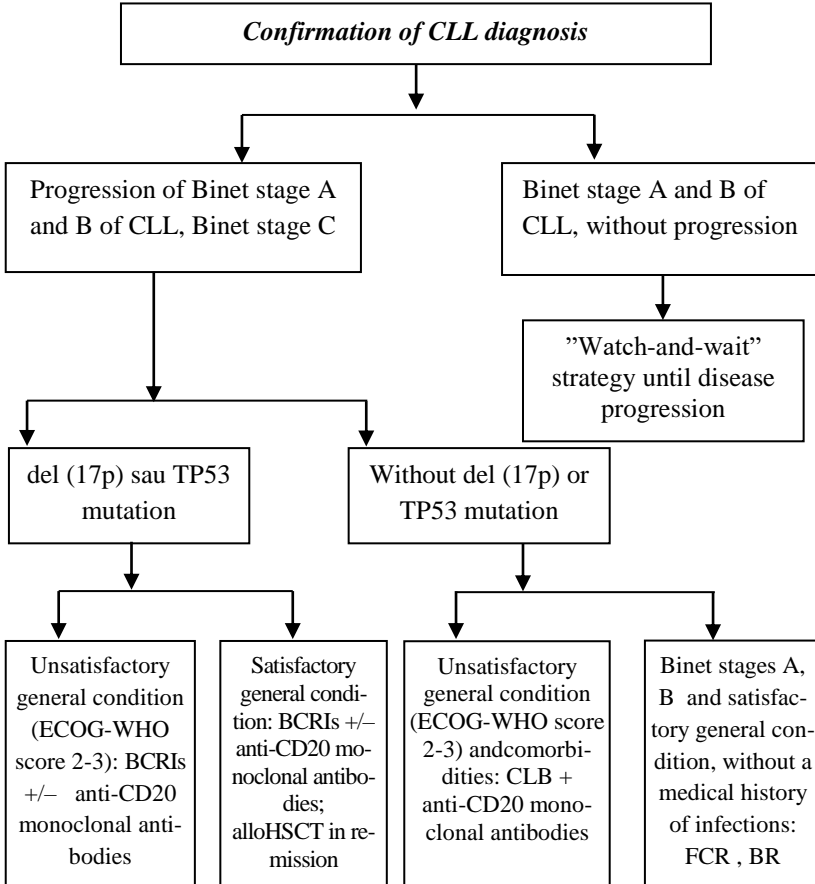 Confirmation of CLL diagnosis
Progression of Binet stage A
and B of CLL, Binet stage C
Binet stage A and B of
CLL, without progression
”Watch-and-wait”
strategy until disease
progression
del (17p) sau TP53
mutation
Without del (17p) or
TP53 mutation
Unsatisfactory
general condition
(ECOG-WHO
score 2-3): BCRIs
+/– anti-CD20
monoclonal anti-
bodies
Satisfactory
general condi-
tion: BCRIs +/–
anti-CD20 mo-
noclonal antibo-
dies;
alloHSCT in re-
mission
Unsatisfactory
general condition
(ECOG-WHO score
2-3) andcomorbi-
dities: CLB +
anti-CD20 mono-
clonal antibodies
Binet stages A,
B and satisfac-
tory general con-
dition, without a
medical history
of infections:
FCR , BR